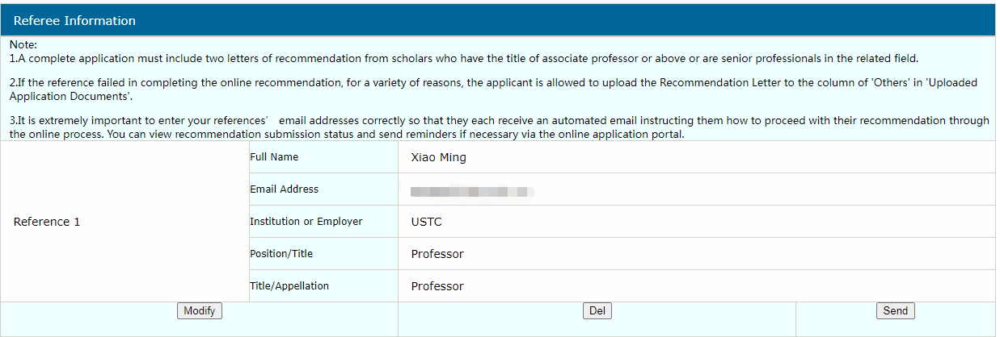 Referee Information
Note:
1.A complete application must include two letters of recommendation from scholars who have the title of associate professor or above or are senior professionals in the related field.
2.If the reference failed in completing the online recommendation, for a variety of reasons, the applicant is allowed to upload the Recommendation Letter to the column of 'Others' in 'Uploaded
Application Documents'.
3.It is extremely important to enter your references’ email addresses correctly so that they each receive an automated email instructing them how to proceed with their recommendation through
the online process. You can view recommendation submission status and send reminders if necessary via the online application portal.
Reference 1
Full Name Xiao Ming
Email Address
Institution or Employer USTC
Position/Title Professor
Title/Appellation Professor
Modify Del Send